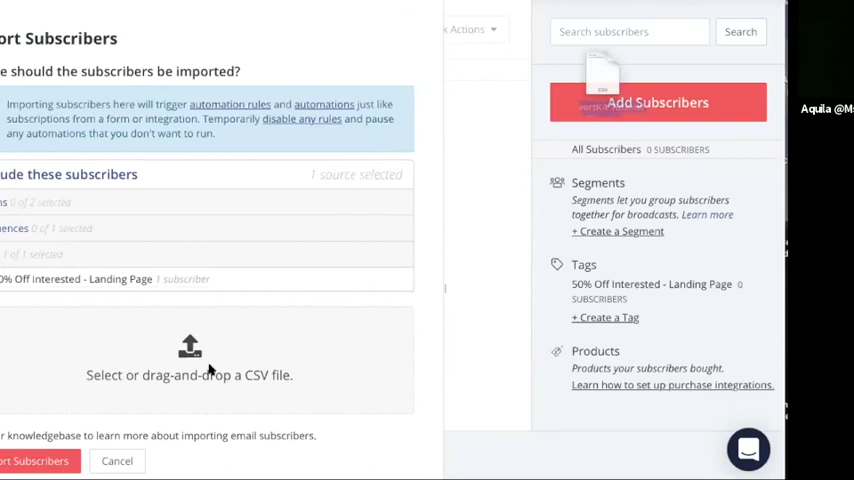 ort Subscribers
e should the subscribers be imported?
Importing subscribers here will trigger automation rules and automations just like
subscriptions from a form or integration. Temporarily disable any rules and pause
any automations that you don't want to run.
ude these subscribers 1 source selected
ns 0 of 2 selected
uences 0 of 1 selected
1 of 1 selected
0% Off Interested - Landing Page 1 subscriber
Select or drag-and-drop a CSV file.
r knowledgebase to learn more about importing email subscribers.
ort Subscribers Cancel
k Actions
Search subscribers Search
Add Subscribers
All Subscribers 0 SUBSCRIBERS
Segments
Segments let you group subscribers
together for broadcasts. Learn more
+ Create a Segment
Tags
50% Off Interested - Landing Page 0
SUBSCRIBERS
+ Create a Tag
Products
Products your subscribers bought.
Learn how to set up purchase integrations.
Aquila @Ms